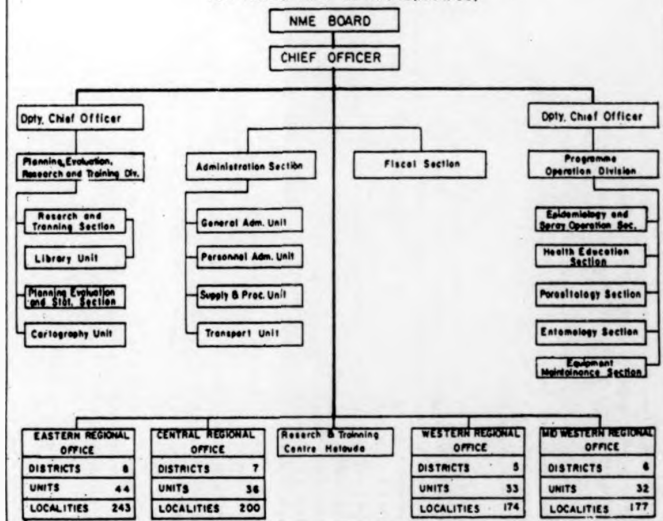 NME BOARD
CHIEF OFFICER
Dpty. Chief Officer
Dpty. Chief Officer
Planning, Evaluation,
Research and Training Div.
Administration Section
Fiscal Section
Programme
Operation Division
Research and
Tranning Section
Library Unit
Planning Evaluation
and Stat. Section
Cartography Unit
General Adm. Unit
Personnel Adm. Unit
Supply & Proc. Unit
Transport Unit
Epidemiology and
Spray Operation Sec.
Health Education
Section
Parasitology Section
Entomology Section
Equipment
Maintainance Section
EASTERN REGIONAL
OFFICE
DISTRICTS 8
UNITS 44
LOCALITIES 243
CENTRAL REGIONAL
OFFICE
DISTRICTS 7
UNITS 36
LOCALITIES 200
Reserch & Trainning
Centre Hetauda
WESTERN REGIONAL
OFFICE
DISTRICTS 5
UNITS 33
LOCALITIES 174
MID WESTERN REGIONAL
OFFICE
DISTRICTS 6
UNITS 32
LOCALITIES 177